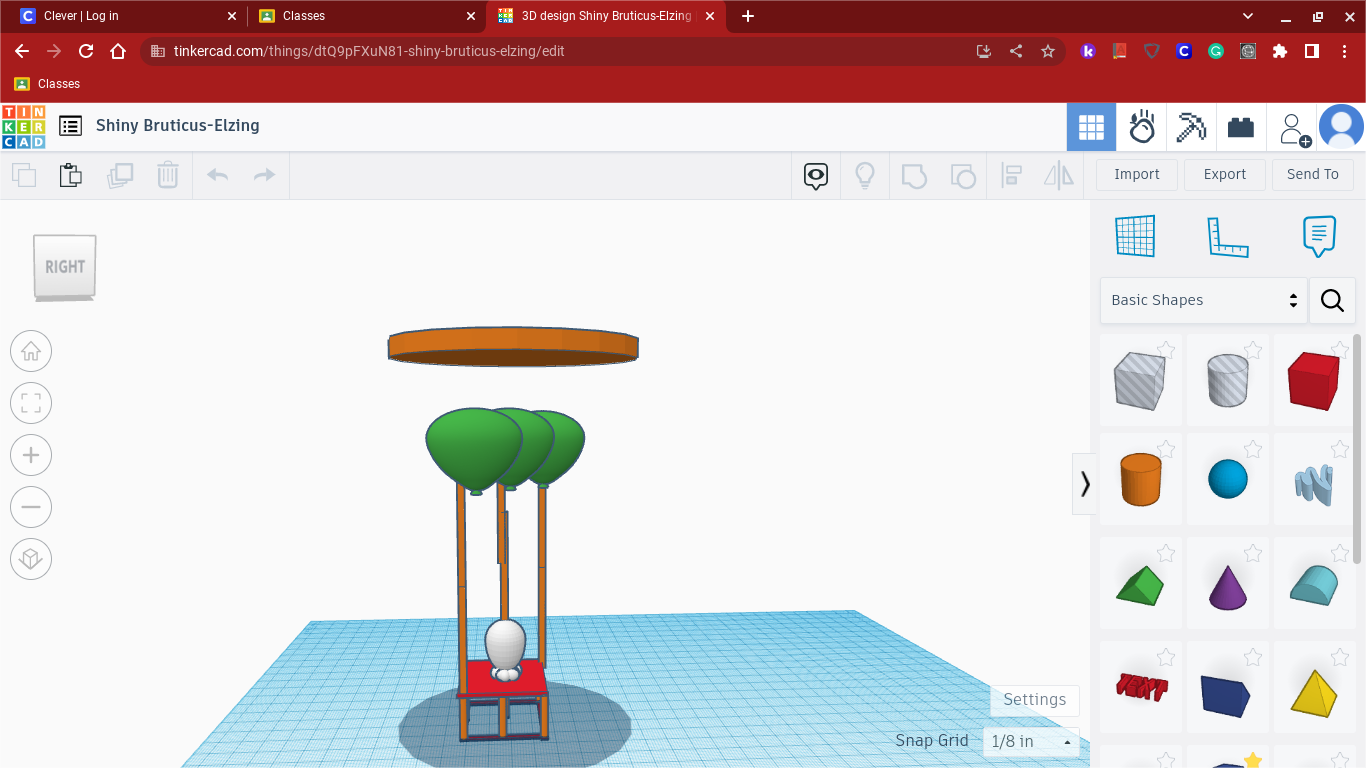 Clever | Log in
Classes
3D design Shiny Bruticus-Elzing
tinkercad.com/things/dtQ9pFXuN81-shiny-bruticus-elzing/edit
Classes
TIN
KER
CAD
Shiny Bruticus-Elzing
Import
Export
Send To
RIGHT
Basic Shapes
TEXT
Settings
Snap Grid
1/8 in